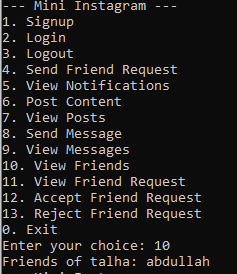 --- Mini Instagram ---
1. Signup
2. Login
3. Logout
4. Send Friend Request
5. View Notifications
6. Post Content
7. View Posts
8. Send Message
9. View Messages
10. View Friends
11. View Friend Request
12. Accept Friend Request
13. Reject Friend Request
0. Exit
Enter your choice: 10
Friends of talha: abdullah